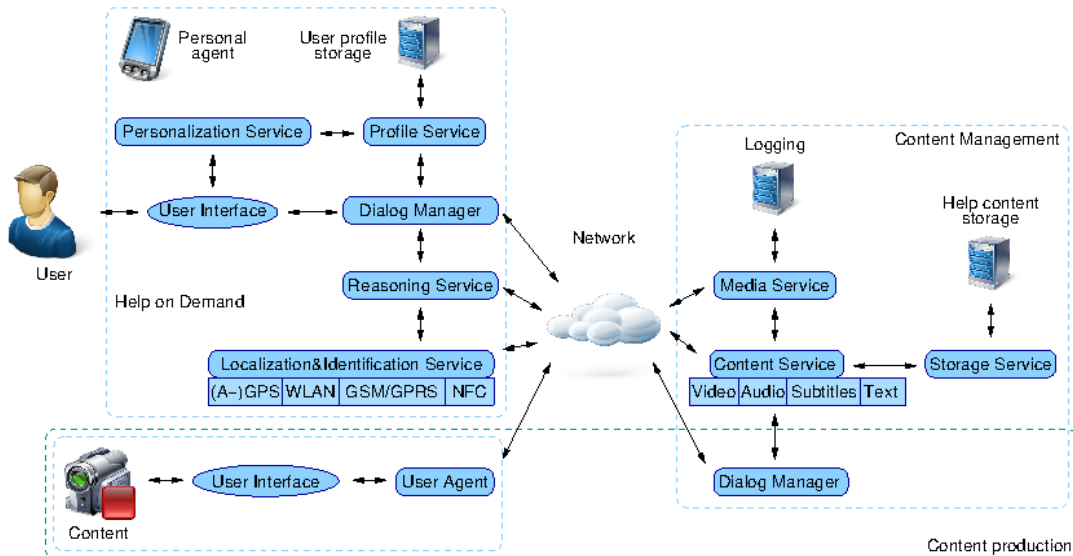 Personal
agent
User profile
storage
Personalization Service
Profile Service
User Interface
Dialog Manager
User
Reasoning Service
Help on Demand
Localization&Identification Service
(A-)GPS WLAN GSM/GPRS NFC
Network
Content Management
Logging
Help content
storage
Media Service
Content Service
Storage Service
Video Audio Subtitles Text
User Interface
User Agent
Content
Dialog Manager
Content production